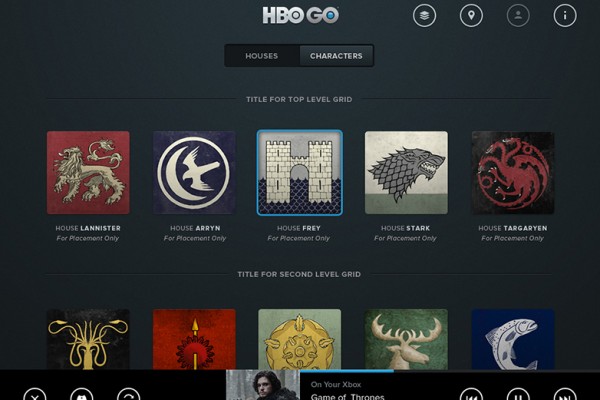 HBO GO
HOUSES
CHARACTERS
TITLE FOR TOP LEVEL GRID
HOUSE LANNISTER
For Placement Only
HOUSE ARRYN
For Placement Only
HOUSE FREY
For Placement Only
HOUSE STARK
For Placement Only
HOUSE TARGARYEN
For Placement Only
TITLE FOR SECOND LEVEL GRID
On Your Xbox
Game of Thrones